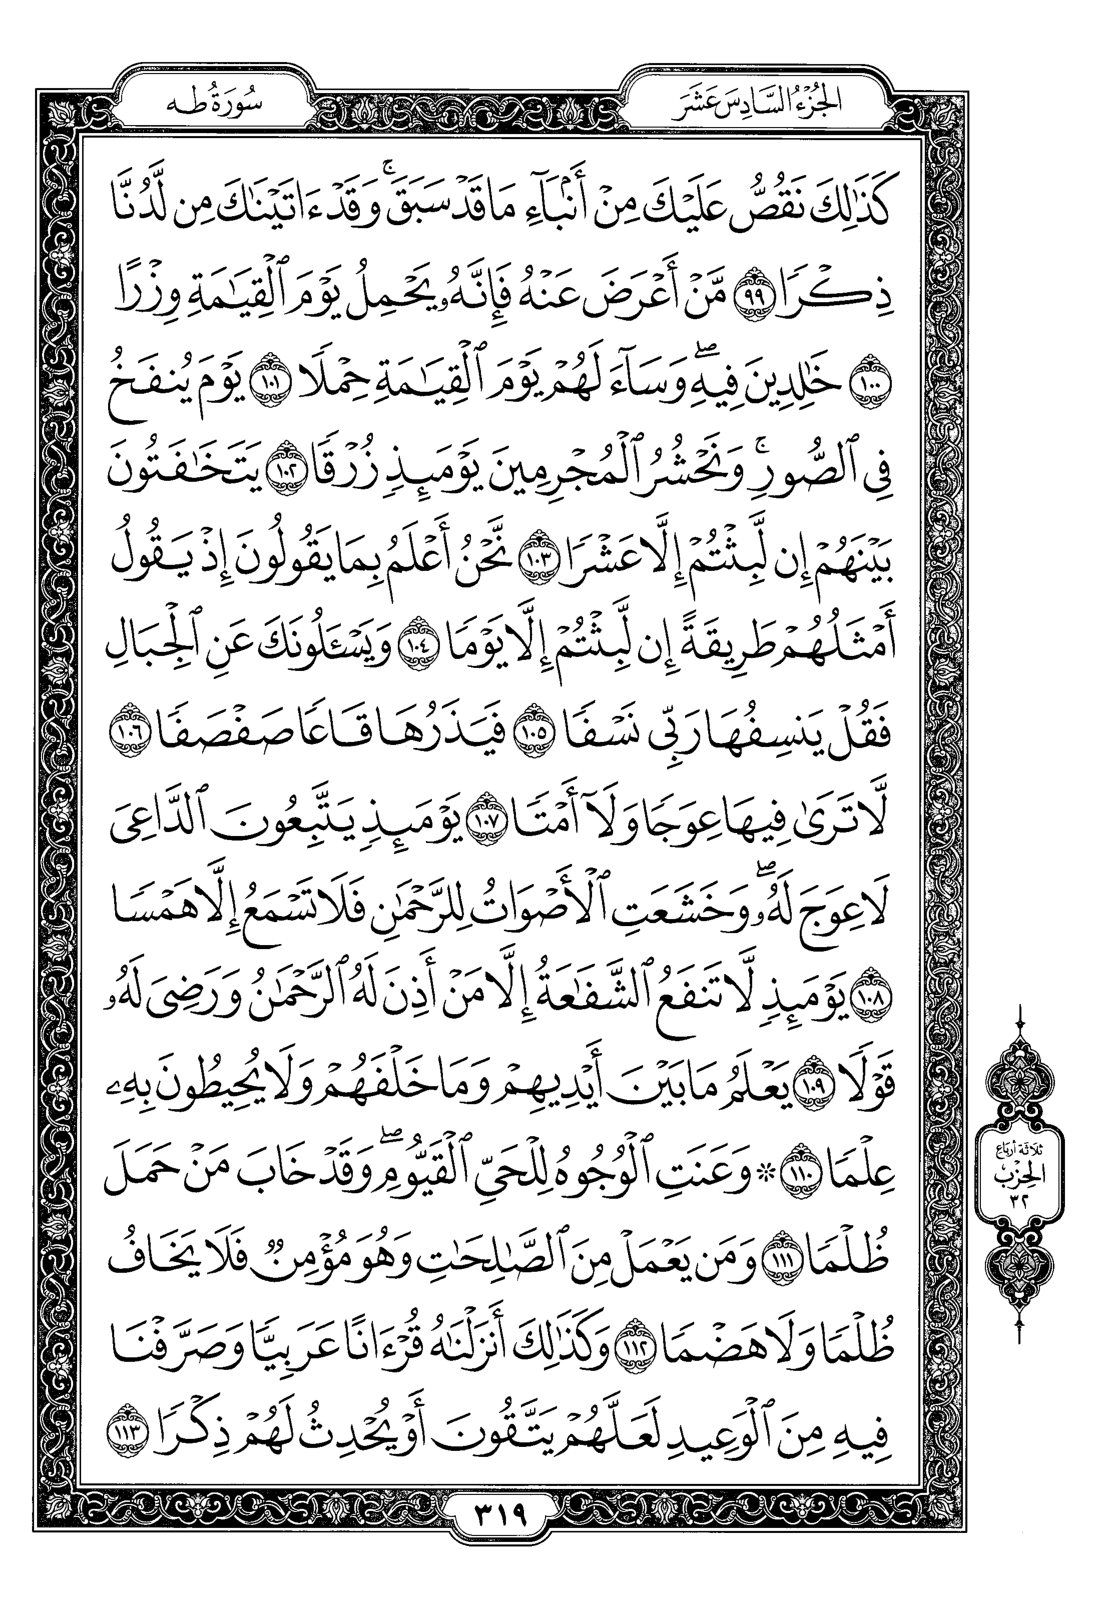 الجُزْءُ السَّادِسَ عَشَرَ
سُورَةُ طه
كَذَٰلِكَ نَقُصُّ عَلَيْكَ مِنْ أَنۢبَآءِ مَا قَدْ سَبَقَۚ وَقَدْ ءَاتَيْنَٰكَ مِن لَّدُنَّا
ذِكْرًا ٩٩ مَّنْ أَعْرَضَ عَنْهُ فَإِنَّهُۥ يَحْمِلُ يَوْمَ ٱلْقِيَٰمَةِ وِزْرًا
١٠٠ خَٰلِدِينَ فِيهِۖ وَسَآءَ لَهُمْ يَوْمَ ٱلْقِيَٰمَةِ حِمْلًا ١٠١ يَوْمَ يُنفَخُ
فِى ٱلصُّورِۚ وَنَحْشُرُ ٱلْمُجْرِمِينَ يَوْمَئِذٍ زُرْقًا ١٠٢ يَتَخَٰفَتُونَ
بَيْنَهُمْ إِن لَّبِثْتُمْ إِلَّا عَشْرًا ١٠٣ نَّحْنُ أَعْلَمُ بِمَا يَقُولُونَ إِذْ يَقُولُ
أَمْثَلُهُمْ طَرِيقَةً إِن لَّبِثْتُمْ إِلَّا يَوْمًا ١٠٤ وَيَسْـَٔلُونَكَ عَنِ ٱلْجِبَالِ
فَقُلْ يَنسِفُهَا رَبِّى نَسْفًا ١٠٥ فَيَذَرُهَا قَاعًا صَفْصَفًا ١٠٦
لَّا تَرَىٰ فِيهَا عِوَجًا وَلَآ أَمْتًا ١٠٧ يَوْمَئِذٍ يَتَّبِعُونَ ٱلدَّاعِىَ
لَا عِوَجَ لَهُۥۖ وَخَشَعَتِ ٱلْأَصْوَاتُ لِلرَّحْمَٰنِ فَلَا تَسْمَعُ إِلَّا هَمْسًا
١٠٨ يَوْمَئِذٍ لَّا تَنفَعُ ٱلشَّفَٰعَةُ إِلَّا مَنْ أَذِنَ لَهُ ٱلرَّحْمَٰنُ وَرَضِىَ لَهُۥ
قَوْلًا ١٠٩ يَعْلَمُ مَا بَيْنَ أَيْدِيهِمْ وَمَا خَلْفَهُمْ وَلَا يُحِيطُونَ بِهِۦ
عِلْمًا ١١٠ ۞ وَعَنَتِ ٱلْوُجُوهُ لِلْحَىِّ ٱلْقَيُّومِۖ وَقَدْ خَابَ مَنْ حَمَلَ
ظُلْمًا ١١١ وَمَن يَعْمَلْ مِنَ ٱلصَّٰلِحَٰتِ وَهُوَ مُؤْمِنٌ فَلَا يَخَافُ
ظُلْمًا وَلَا هَضْمًا ١١٢ وَكَذَٰلِكَ أَنزَلْنَٰهُ قُرْءَانًا عَرَبِيًّا وَصَرَّفْنَا
فِيهِ مِنَ ٱلْوَعِيدِ لَعَلَّهُمْ يَتَّقُونَ أَوْ يُحْدِثُ لَهُمْ ذِكْرًا ١١٣
ثلاثة أرباع
الحِزْب
٣٢
٣١٩